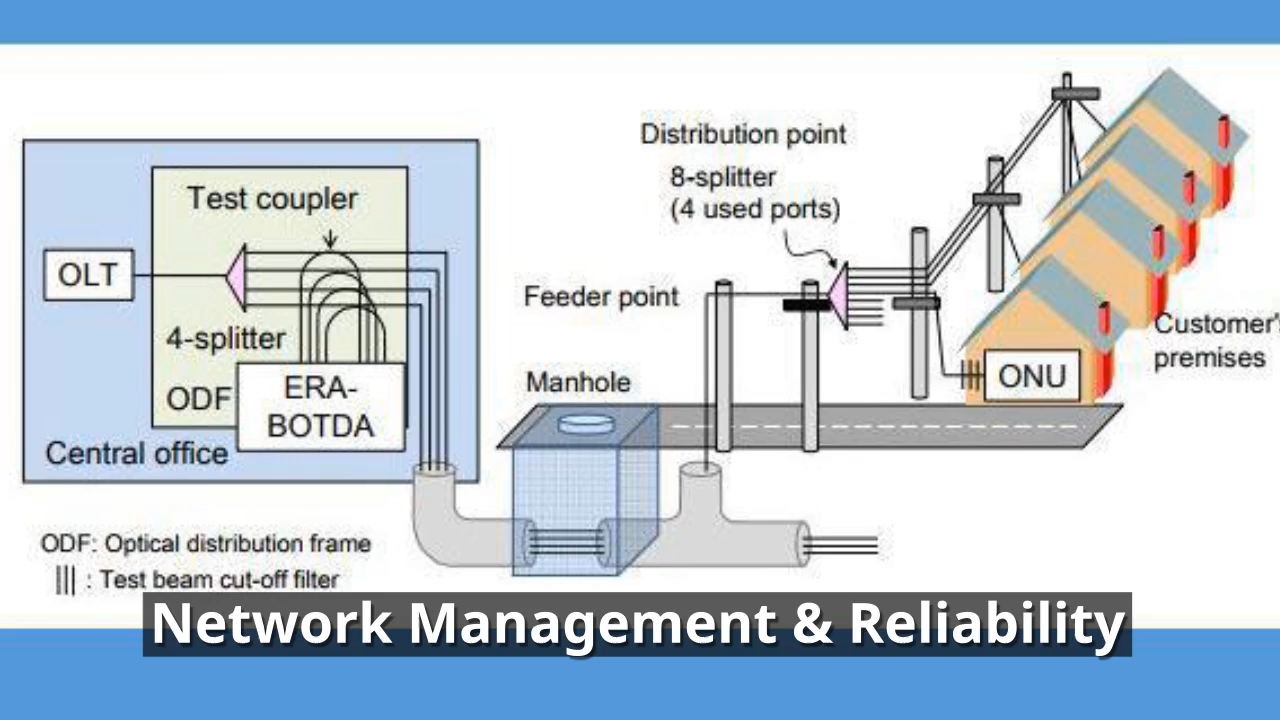 Distribution point
8-splitter
(4 used ports)
Test coupler
OLT
4-splitter
ODF
ERA-
BOTDA
Central office
Feeder point
Manhole
ONU
Customer'
premises
ODF: Optical distribution frame
: Test beam cut-off filter
Network Management & Reliability